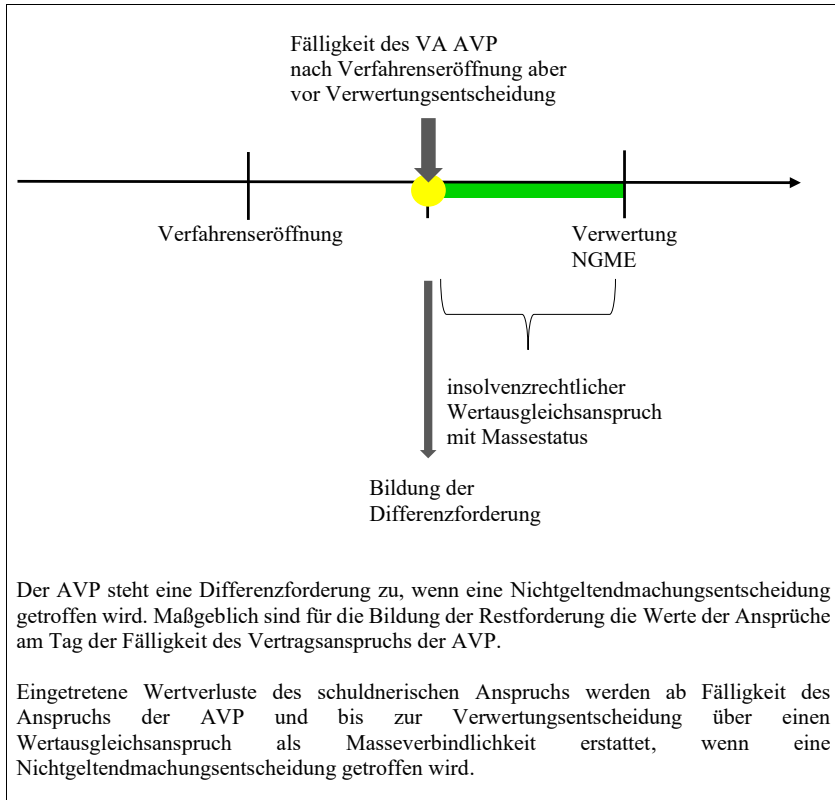 Fälligkeit des VA AVP
nach Verfahrenseröffnung aber
vor Verwertungsentscheidung
Verfahrenseröffnung
Verwertung
NGME
insolvenzrechtlicher
Wertausgleichsanspruch
mit Massestatus
Bildung der
Differenzforderung
Der AVP steht eine Differenzforderung zu, wenn eine Nichtgeltendmachungsentscheidung
getroffen wird. Maßgeblich sind für die Bildung der Restforderung die Werte der Ansprüche
am Tag der Fälligkeit des Vertragsanspruchs der AVP.
Eingetretene Wertverluste des schuldnerischen Anspruchs werden ab Fälligkeit des
Anspruchs der AVP und bis zur Verwertungsentscheidung über einen
Wertausgleichsanspruch als Masseverbindlichkeit erstattet, wenn eine
Nichtgeltendmachungsentscheidung getroffen wird.